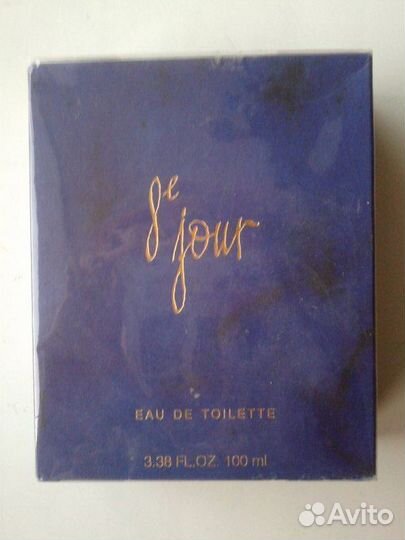 8e jour
EAU DE TOILETTE
3.38 FL.OZ. 100 ml
Avito